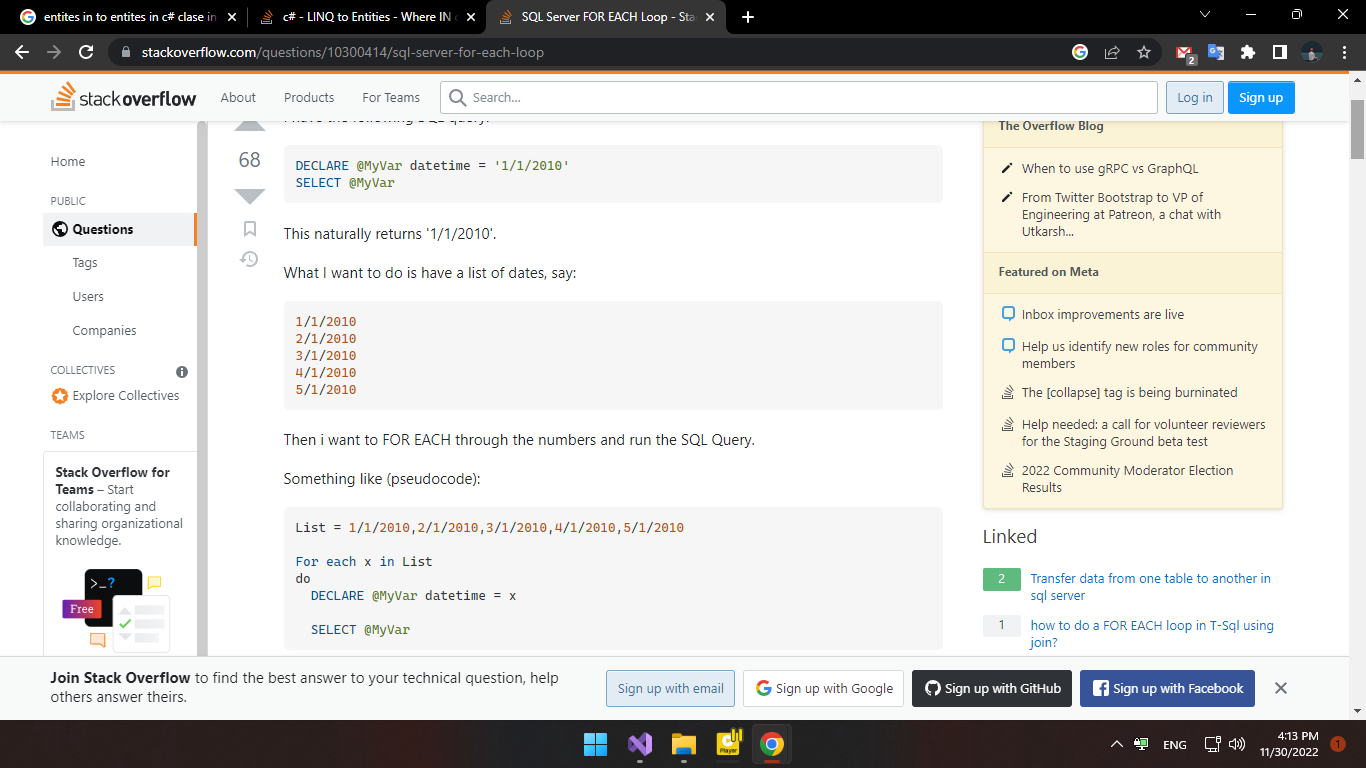 entites in to entites in c# clase in
c# - LINQ to Entities - Where IN c
SQL Server FOR EACH Loop - Sta
stackoverflow.com/questions/10300414/sql-server-for-each-loop
2
stackoverflow
About
Products
For Teams
Search...
Log in
Sign up
Home
PUBLIC
Questions
Tags
Users
Companies
COLLECTIVES
Explore Collectives
TEAMS
Stack Overflow for
Teams – Start
collaborating and
sharing organizational
knowledge.
>_?
Free
68
I have the following SQL query:
DECLARE @MyVar datetime = '1/1/2010'
SELECT @MyVar
This naturally returns '1/1/2010'.
What I want to do is have a list of dates, say:
1/1/2010
2/1/2010
3/1/2010
4/1/2010
5/1/2010
Then i want to FOR EACH through the numbers and run the SQL Query.
Something like (pseudocode):
List = 1/1/2010,2/1/2010,3/1/2010,4/1/2010,5/1/2010
For each x in List
do
DECLARE @MyVar datetime = x
SELECT @MyVar
The Overflow Blog
When to use gRPC vs GraphQL
From Twitter Bootstrap to VP of
Engineering at Patreon, a chat with
Utkarsh...
Featured on Meta
Inbox improvements are live
Help us identify new roles for community
members
The [collapse] tag is being burninated
Help needed: a call for volunteer reviewers
for the Staging Ground beta test
2022 Community Moderator Election
Results
Linked
2 Transfer data from one table to another in
sql server
1 how to do a FOR EACH loop in T-Sql using
join?
Join Stack Overflow to find the best answer to your technical question, help
others answer theirs.
Sign up with email
Sign up with Google
Sign up with GitHub
Sign up with Facebook
Player
ENG
4:13 PM
11/30/2022
1